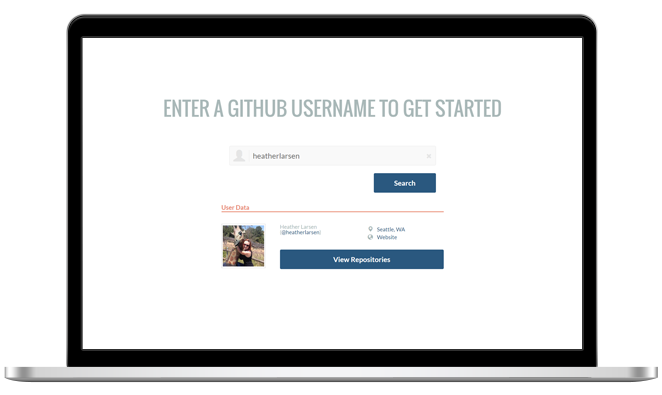 ENTER A GITHUB USERNAME TO GET STARTED
heatherlarsen
Search
User Data
Heather Larsen
(@heatherlarsen)
Seattle, WA
Website
View Repositories